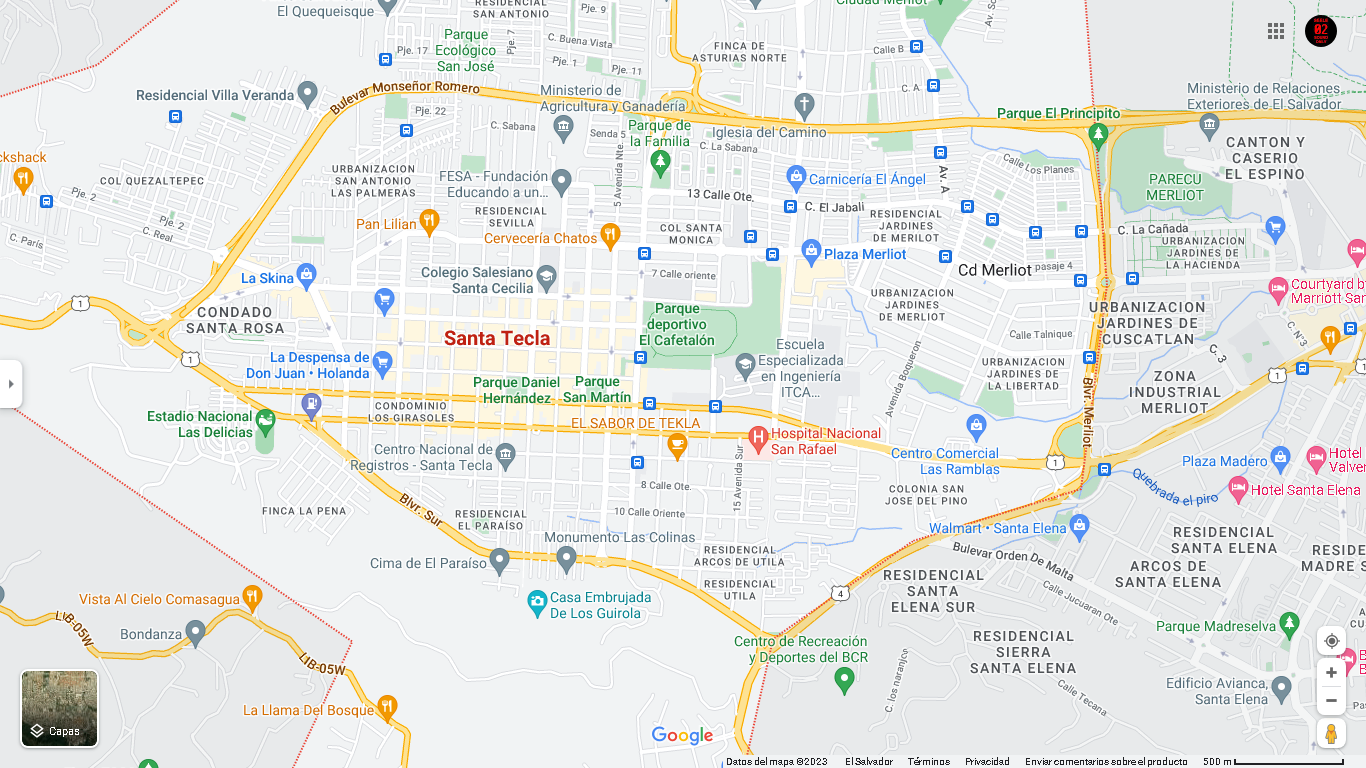 El Quequeisque
RESIDENCIAL
SAN ANTONIO
Pje. 9
Ciudad Merliot
Av. S
Parque
Ecológico
San José
Pje. 17
Pje. 7
C. Buena Vista
Pje. 1
Pje. 11
FINCA DE
ASTURIAS NORTE
Calle B
C. A
02
Residencial Villa Veranda
Bulevar Monseñor Romero
Pje. 22
Ministerio de
Agricultura y Ganadería
C. Sabana
Senda 5
Parque de
la Familia
Iglesia del Camino
C. La Sabana
Parque El Principito
Ministerio de Relaciones
Exteriores de El Salvador
CANTON Y
CASERIO
EL ESPINO
ckshack
Pje. 2
COL QUEZALTEPEC
URBANIZACION
SAN ANTONIO
LAS PALMERAS
FESA - Fundación
Educando a un...
5 Avenida Nte.
13 Calle Ote.
Carnicería El Ángel
Av. A
Calle Los Planes
PARECU
MERLIOT
C. París
Pje. 2
C. Real
Pan Lilian
RESIDENCIAL
SEVILLA
Cervecería Chatos
COL SANTA
MONICA
C. El Jabalí
RESIDENCIAL
JARDINES
DE MERLIOT
C. La Cañada
URBANIZACION
JARDINES DE
LA HACIENDA
La Skina
Colegio Salesiano
Santa Cecilia
7 Calle oriente
Plaza Merliot
Cd Merliot
pasaje 4
Courtyard by
Marriott San
1
CONDADO
SANTA ROSA
Santa Tecla
Parque
deportivo
El Cafetalón
URBANIZACION
JARDINES
DE MERLIOT
URBANIZACION
JARDINES DE
CUSCATLAN
Calle Talnique
C. N°3
1
La Despensa de
Don Juan • Holanda
Escuela
Especializada
en Ingeniería
ITCA...
Avenida Boqueron
URBANIZACION
JARDINES DE
LA LIBERTAD
C. 3
ZONA
INDUSTRIAL
MERLIOT
1
1
Parque Daniel
Hernández
Parque
San Martín
Blvr. Merliot
Estadio Nacional
Las Delicias
CONDOMINIO
LOS GIRASOLES
EL SABOR DE TEKLA
Hospital Nacional
San Rafael
Centro Nacional de
Registros - Santa Tecla
15 Avenida Sur
Centro Comercial
Las Ramblas
1
Plaza Madero
Hotel
Valver
Quebrada el piro
Hotel Santa Elena
8 Calle Ote.
COLONIA SAN
JOSE DEL PINO
FINCA LA PENA
Blvr. Sur
RESIDENCIAL
EL PARAÍSO
10 Calle Oriente
Walmart • Santa Elena
RESIDENCIAL
SANTA ELENA
Monumento Las Colinas
Cima de El Paraíso
RESIDENCIAL
ARCOS DE UTILA
Bulevar Orden De Malta
ARCOS DE
SANTA ELENA
RESIDE
MADRE S
RESIDENCIAL
UTILA
4
RESIDENCIAL
SANTA
ELENA SUR
Calle Jucuaran Ote
Vista Al Cielo Comasagua
LIB-05W
Bondanza
Casa Embrujada
De Los Guirola
Parque Madreselva
LIB-05W
Centro de Recreación
y Deportes del BCR
RESIDENCIAL
SIERRA
SANTA ELENA
C. los naranjos
Calle Tecana
Edificio Avianca,
Santa Elena
La Llama Del Bosque
Capas
Google
Datos del mapa ©2023 El Salvador Términos Privacidad Enviar comentarios sobre el producto 500 m